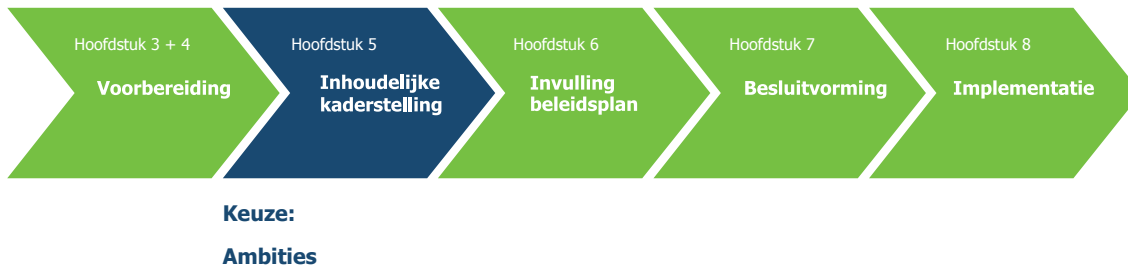 Hoofdstuk 3 + 4
Voorbereiding
Hoofdstuk 5
Inhoudelijke
kaderstelling
Hoofdstuk 6
Invulling
beleidsplan
Hoofdstuk 7
Besluitvorming
Hoofdstuk 8
Implementatie
Keuze:
Ambities